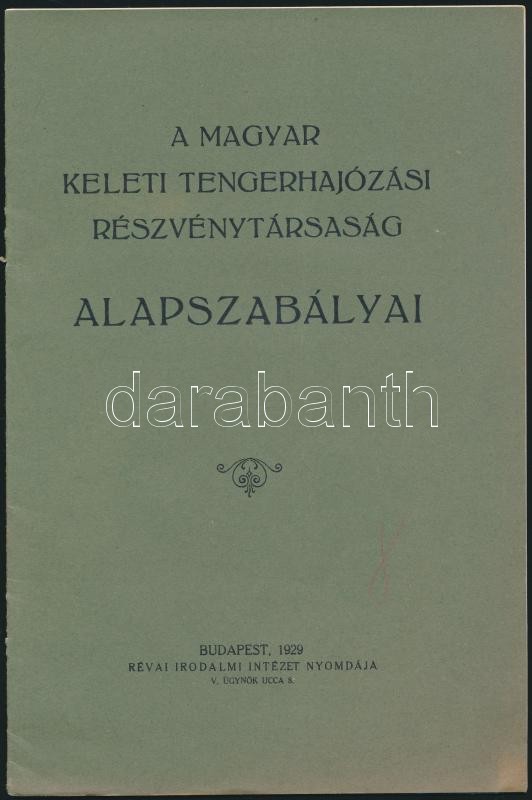 A MAGYAR
KELETI TENGERHAJÓZÁSI
RÉSZVÉNYTÁRSASÁG
ALAPSZABÁLYAI
darabanth
BUDAPEST, 1929
RÉVAI IRODALMI INTÉZET NYOMDÁJA
V. ÜGYNÖK UCCA 8.